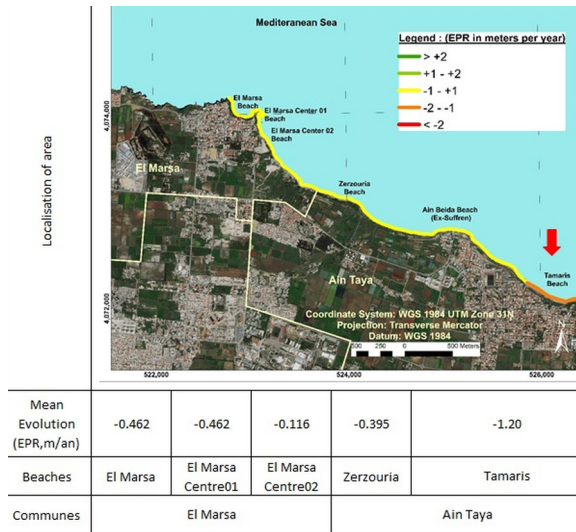 Mediteranean Sea
Legend : (EPR in meters per year)
> +2
+1 - +2
-1 - +1
-2 - -1
< -2
4,074,000
El Marsa
Beach
El Marsa Center 01
Beach
El Marsa Center 02
Beach
El Marsa
Zerzouria
Beach
Ain Beida Beach
(Ex-Suffren)
Tamaris
Beach
Ain Taya
Localisation of area
4,072,000
Coordinate System: WGS 1984 UTM Zone 31N
Projection: Transverse Mercator
Datum: WGS 1984
500 250 0 500 Meters
522,000 524,000 526,000
Mean
Evolution
(EPR,m/an)
-0.462 -0.462 -0.116 -0.395 -1.20
Beaches El Marsa El Marsa Centre01 El Marsa Centre02 Zerzouria Tamaris
Communes El Marsa Ain Taya